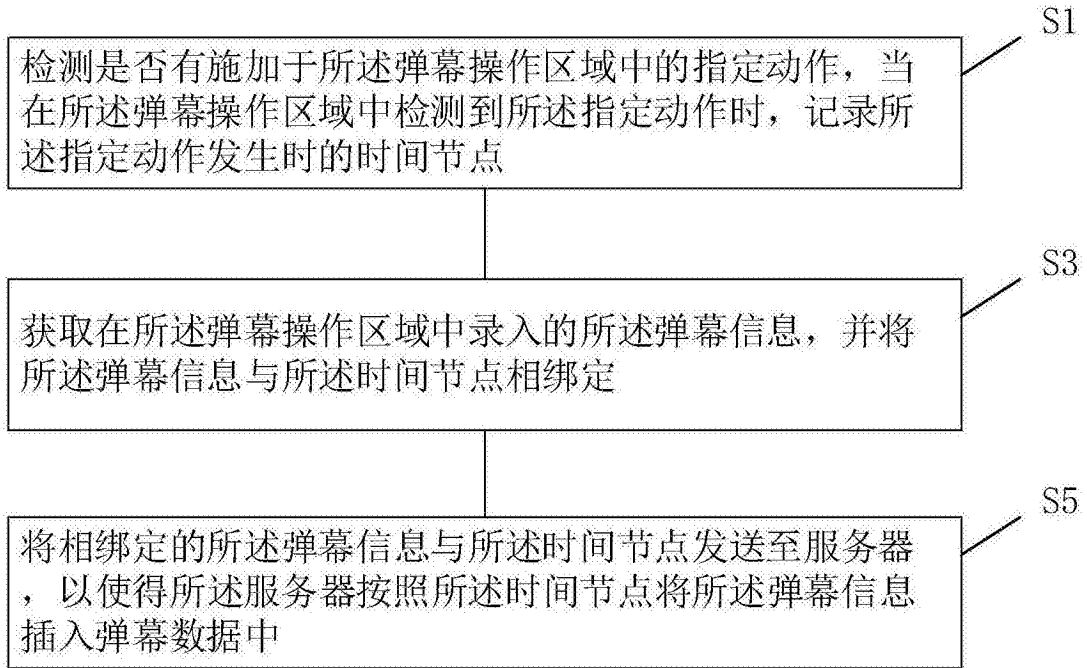 S1
检测是否有施加于所述弹幕操作区域中的指定动作，当
在所述弹幕操作区域中检测到所述指定动作时，记录所
述指定动作发生时的时间节点
S3
获取在所述弹幕操作区域中录入的所述弹幕信息，并将
所述弹幕信息与所述时间节点相绑定
S5
将相绑定的所述弹幕信息与所述时间节点发送至服务器
，以使得所述服务器按照所述时间节点将所述弹幕信息
插入弹幕数据中